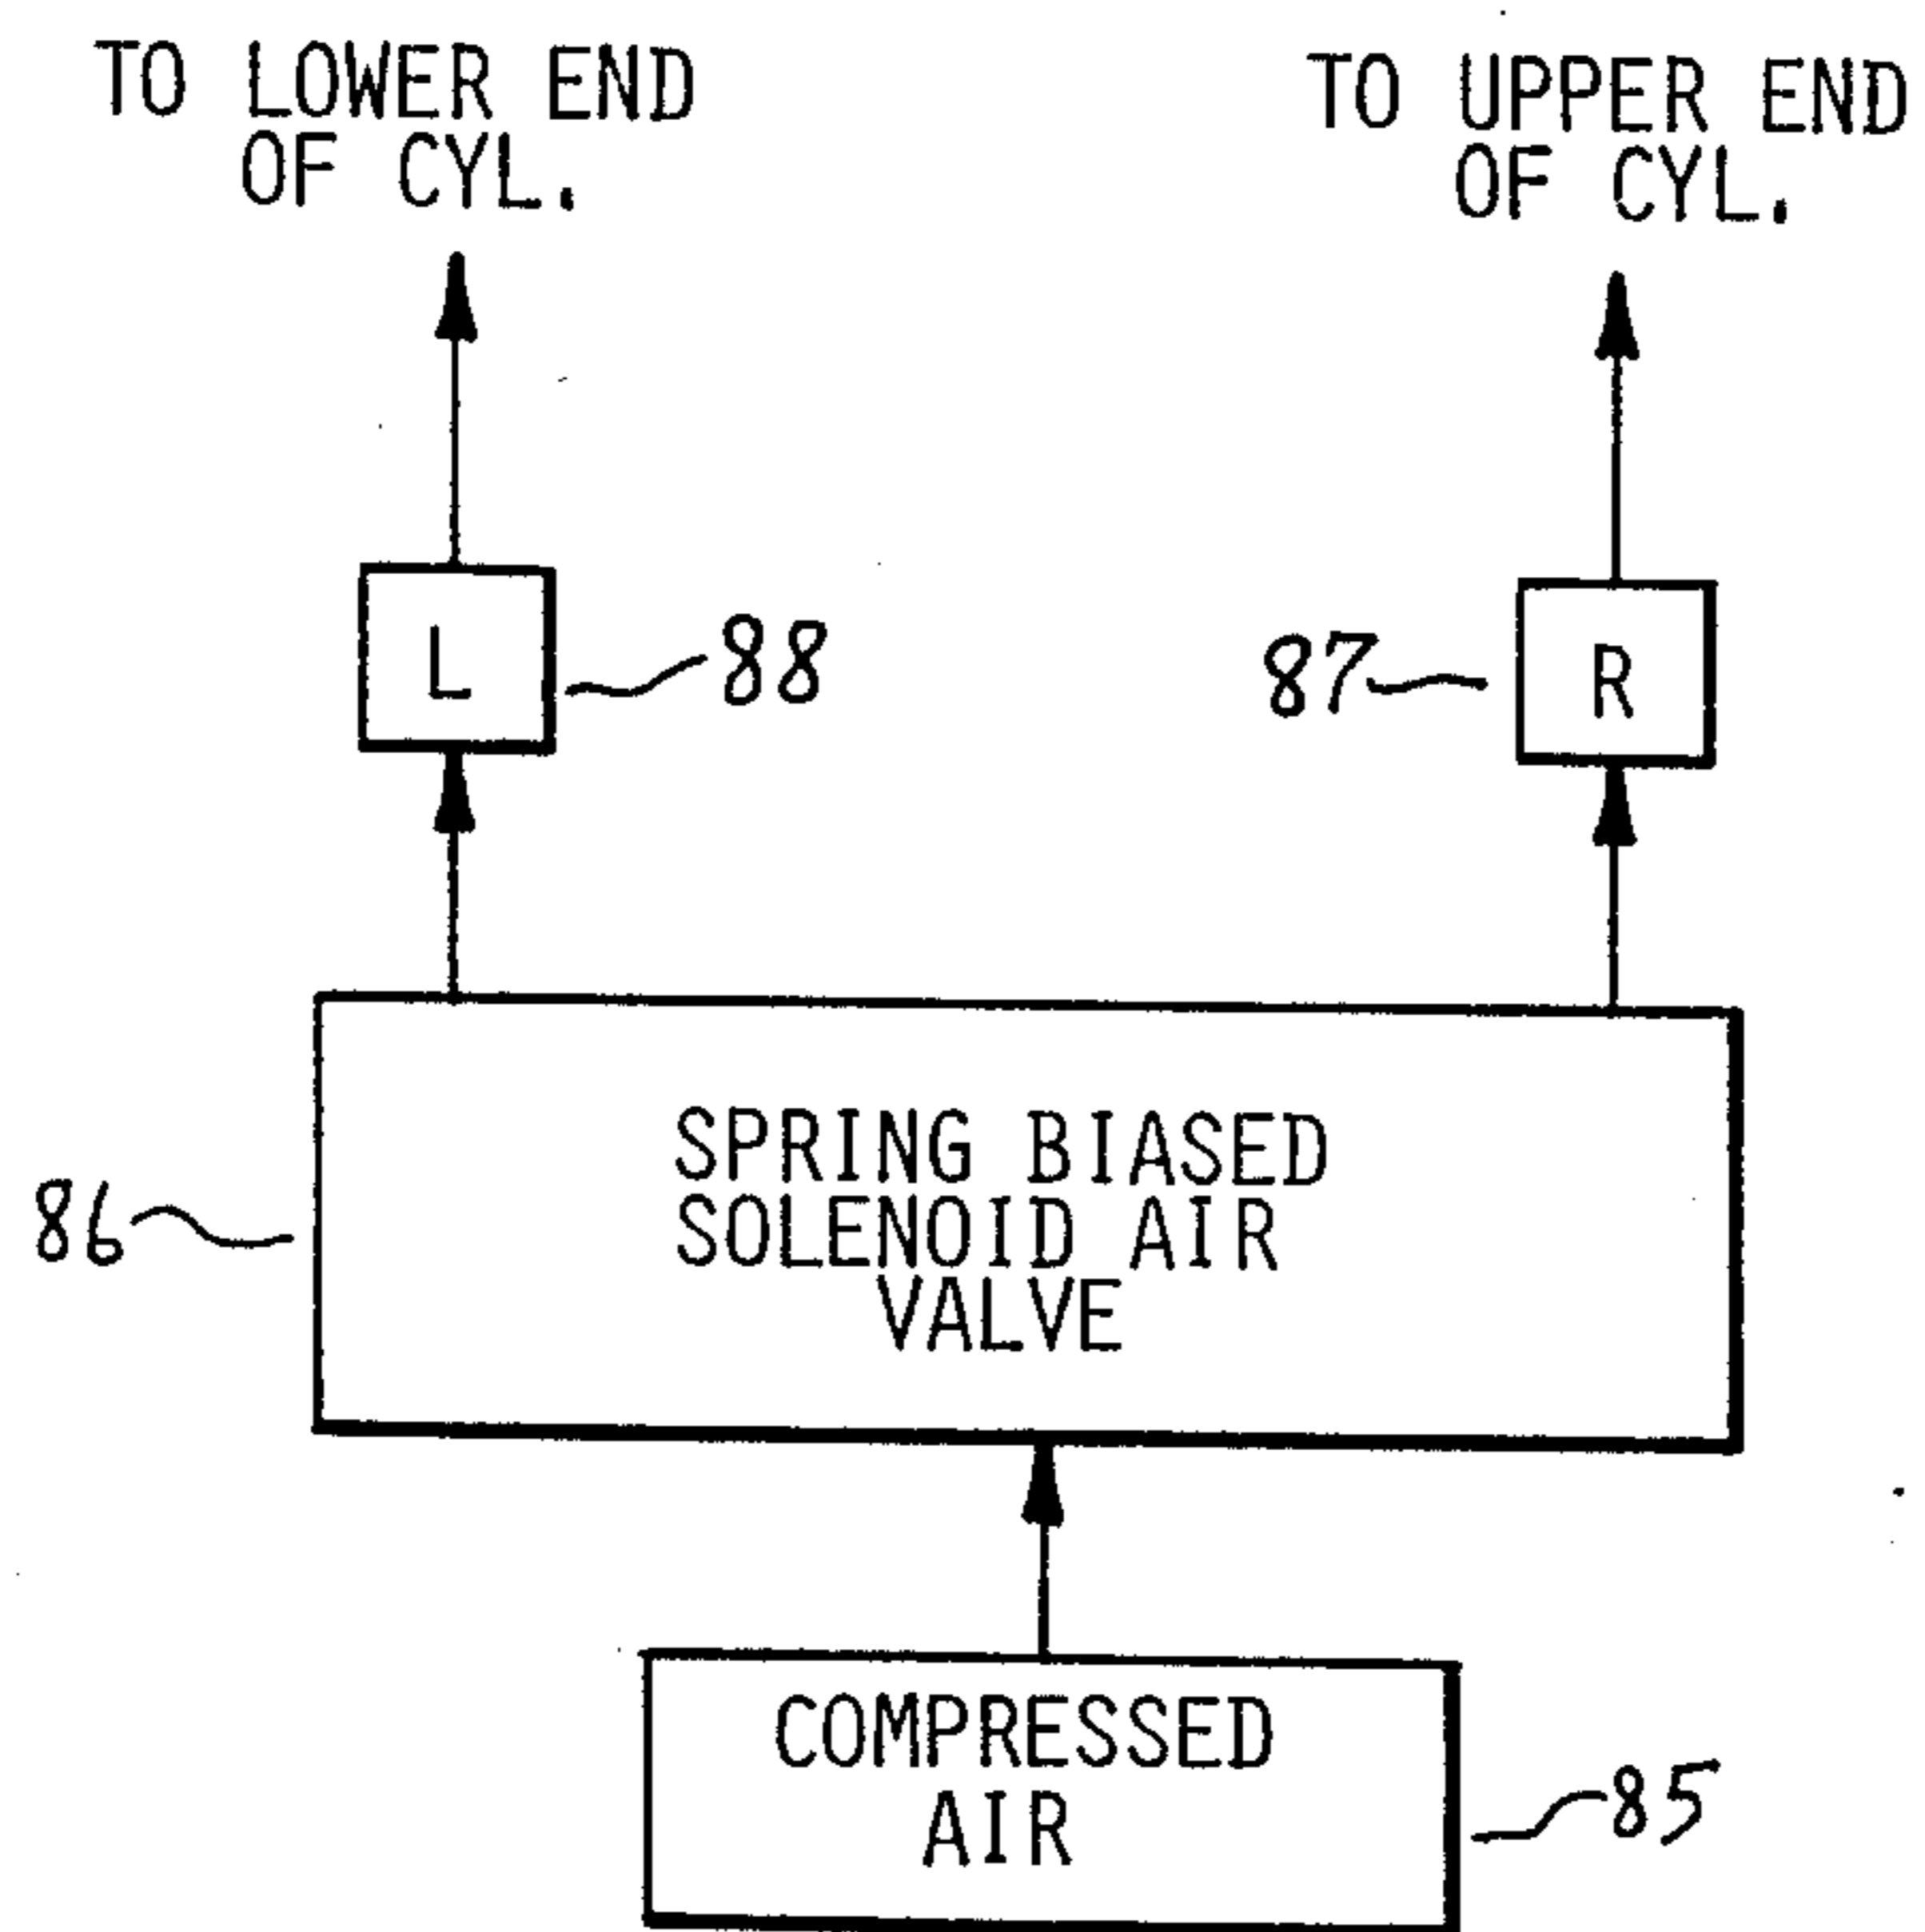 TO LOWER END
OF CYL.
TO UPPER END
OF CYL.
L
88
87
R
SPRING BIASED
SOLENOID AIR
VALVE
86
COMPRESSED
AIR
85